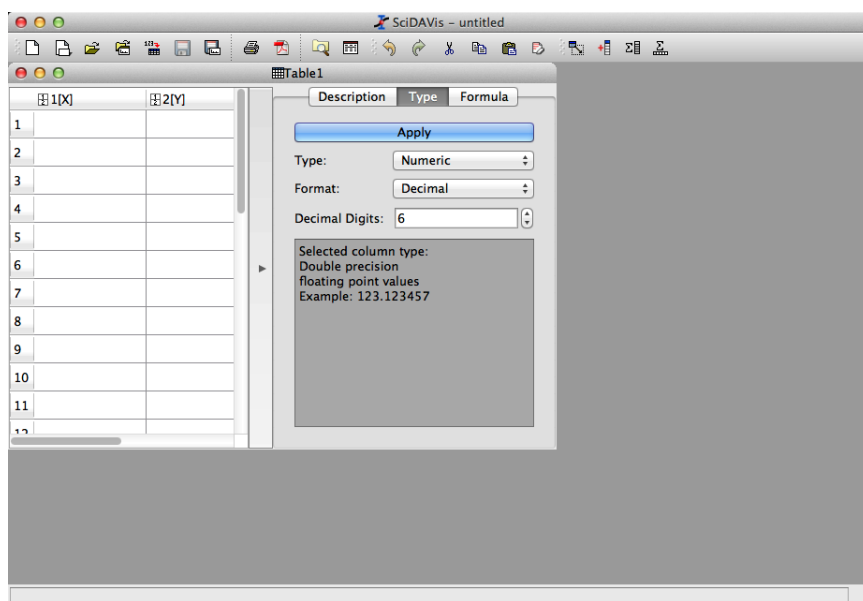 SciDAVis - untitled
Table1
1[X] 2[Y]
Description Type Formula
Apply
Type: Numeric
Format: Decimal
Decimal Digits: 6
Selected column type:
Double precision
floating point values
Example: 123.123457
1
2
3
4
5
6
7
8
9
10
11
12